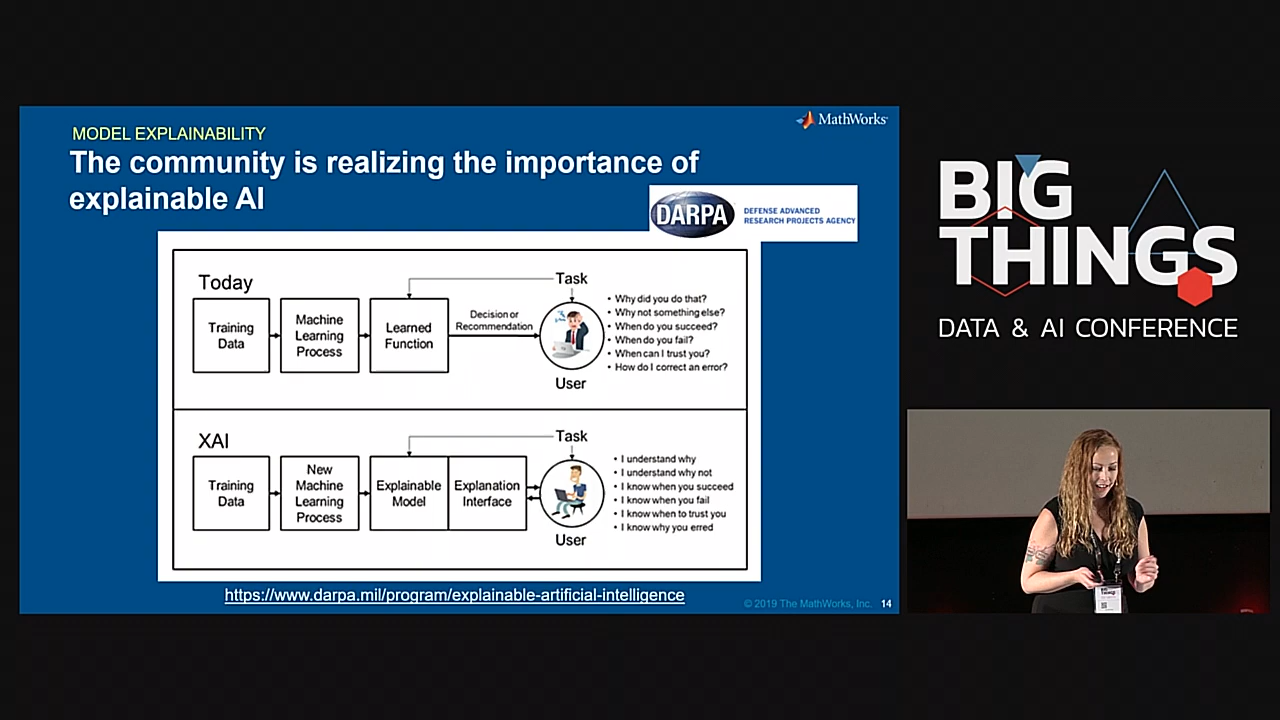 MODEL EXPLAINABILITY
MathWorks
The community is realizing the importance of
explainable AI
DARPA
DEFENSE ADVANCED
RESEARCH PROJECTS AGENCY
Today
Training
Data
Machine
Learning
Process
Learned
Function
Decision or
Recommendation
Task
User
• Why did you do that?
• Why not something else?
• When do you succeed?
• When do you fail?
• When can I trust you?
• How do I correct an error?
XAI
Training
Data
New
Machine
Learning
Process
Explainable
Model
Explanation
Interface
Task
User
• I understand why
• I understand why not
• I know when you succeed
• I know when you fail
• I know when to trust you
• I know why you erred
https://www.darpa.mil/program/explainable-artificial-intelligence
© 2019 The MathWorks, Inc.
14
BIG
THINGS
DATA & AI CONFERENCE
BIG
THINGS